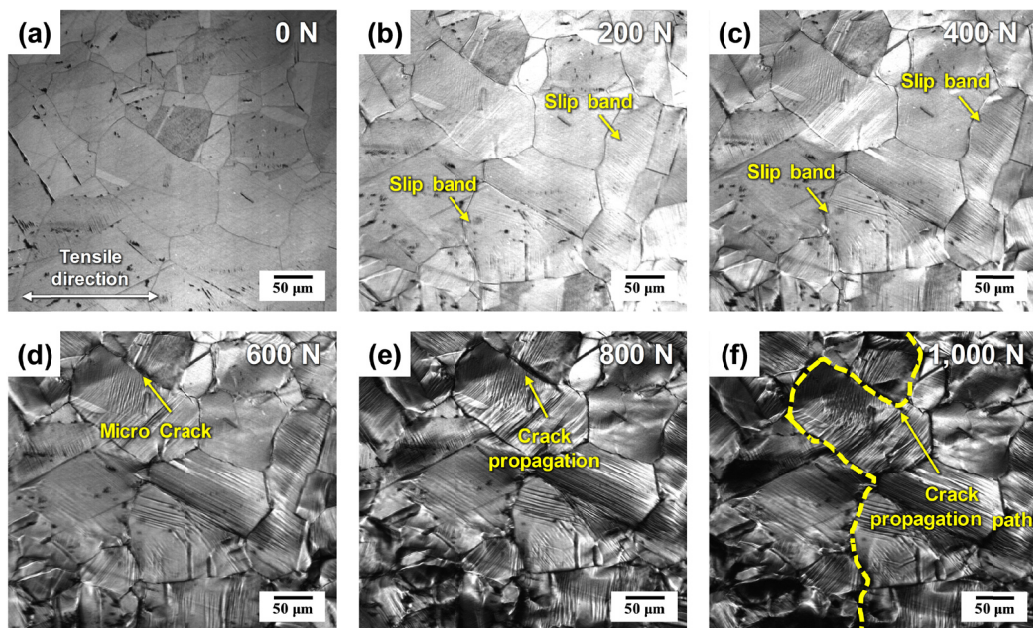 (a)
0 N
Tensile
direction
50 μm
(b)
200 N
Slip band
Slip band
50 μm
(c)
400 N
Slip band
Slip band
50 μm
(d)
600 N
Micro Crack
50 μm
(e)
800 N
Crack
propagation
50 μm
(f)
1,000 N
Crack
propagation path
50 μm